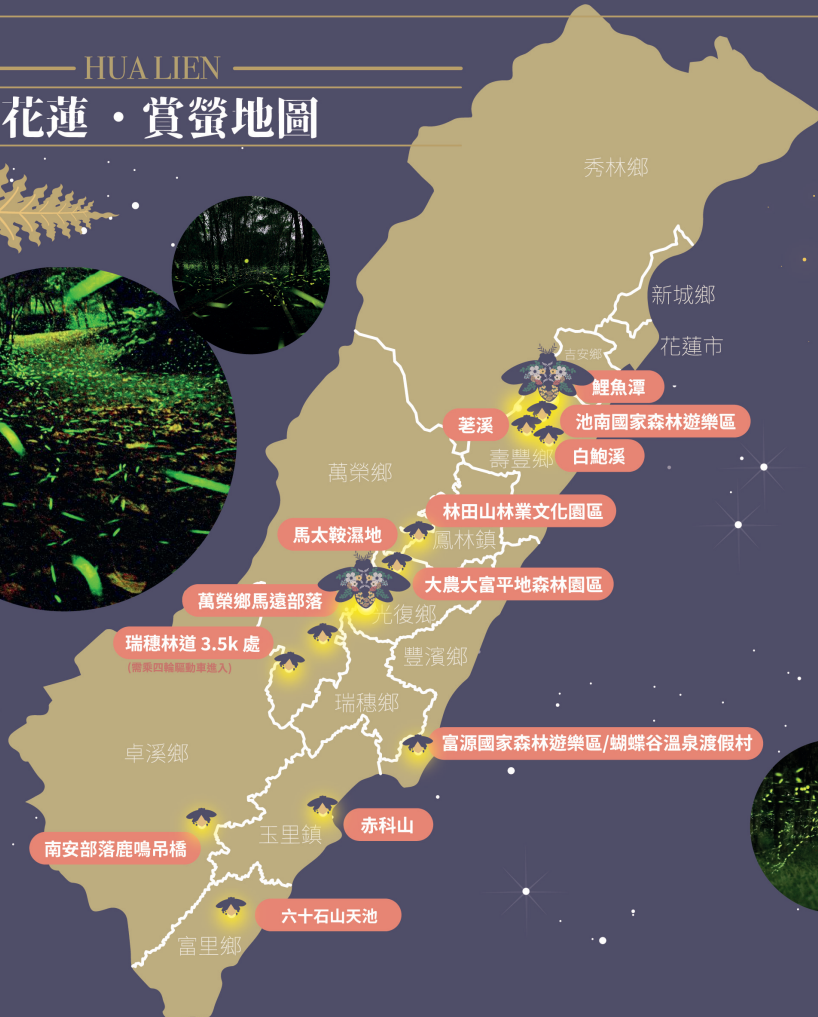 HUA LIEN
花蓮・賞螢地圖
秀林鄉
新城鄉
花蓮市
吉安鄉
鯉魚潭
荖溪
池南國家森林遊樂區
壽豐鄉
白鮑溪
萬榮鄉
林田山林業文化園區
馬太鞍濕地
鳳林鎮
大農大富平地森林園區
萬榮鄉馬遠部落
光復鄉
瑞穗林道 3.5k 處
(需乘四輪驅動車進入)
豐濱鄉
瑞穗鄉
富源國家森林遊樂區/蝴蝶谷溫泉渡假村
卓溪鄉
赤科山
玉里鎮
南安部落鹿鳴吊橋
六十石山天池
富里鄉